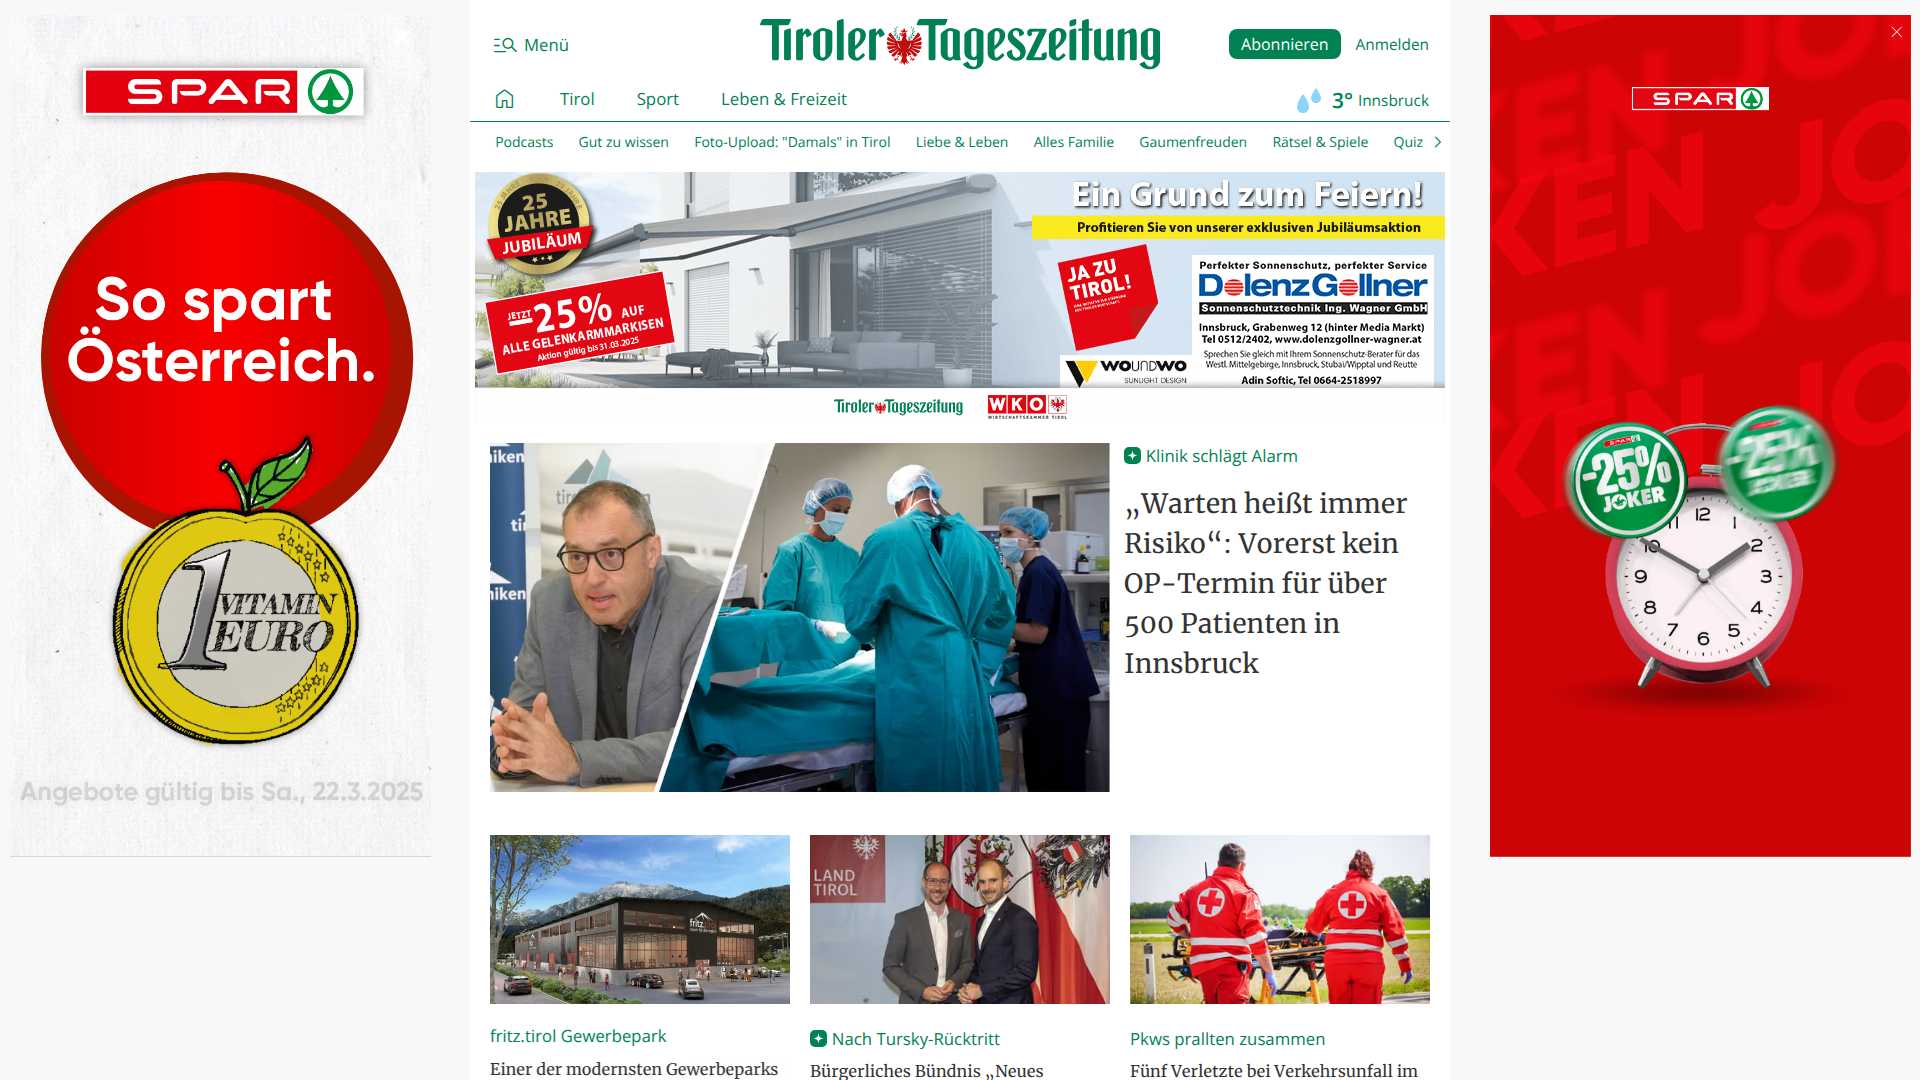 SPAR
So spart
Österreich.
1 VITAMIN
EURO
Angebote gültig bis Sa., 22.3.2025
Menü
Tiroler Tageszeitung
Abonnieren
Anmelden
Tirol
Sport
Leben & Freizeit
3° Innsbruck
Podcasts
Gut zu wissen
Foto-Upload: "Damals" in Tirol
Liebe & Leben
Alles Familie
Gaumenfreuden
Rätsel & Spiele
Quiz
25
JAHRE
JUBILÄUM
JETZT -25% AUF
ALLE GELENKARMMARKISEN
Aktion gültig bis 31.03.2025
Ein Grund zum Feiern!
Profitieren Sie von unserer exklusiven Jubiläumsaktion
JA ZU
TIROL!
WOUNDWO
SUNLIGHT DESIGN
Perfekter Sonnenschutz, perfekter Service
Dolenz Gollner
Sonnenschutztechnik Ing. Wagner GmbH
Innsbruck, Grabenweg 12 (hinter Media Markt)
Tel 0512/2402, www.dolenzgollner-wagner.at
Sprechen Sie gleich mit Ihrem Sonnenschutz-Berater für das
Westl. Mittelgebirge, Innsbruck, Stubai/Wipptal und Reutte
Adin Softic, Tel 0664-2518997
Tiroler Tageszeitung
WKO
WIRTSCHAFTSKAMMER TIROL
Klinik schlägt Alarm
„Warten heißt immer
Risiko“: Vorerst kein
OP-Termin für über
500 Patienten in
Innsbruck
fritz.
LAND
TIROL
fritz.tirol Gewerbepark
Einer der modernsten Gewerbeparks
Nach Tursky-Rücktritt
Bürgerliches Bündnis „Neues
Pkws prallten zusammen
Fünf Verletzte bei Verkehrsunfall im
SPAR
-25%
JOKER
-25%
JOKER
12
1
2
3
4
5
6
7
8
9
10